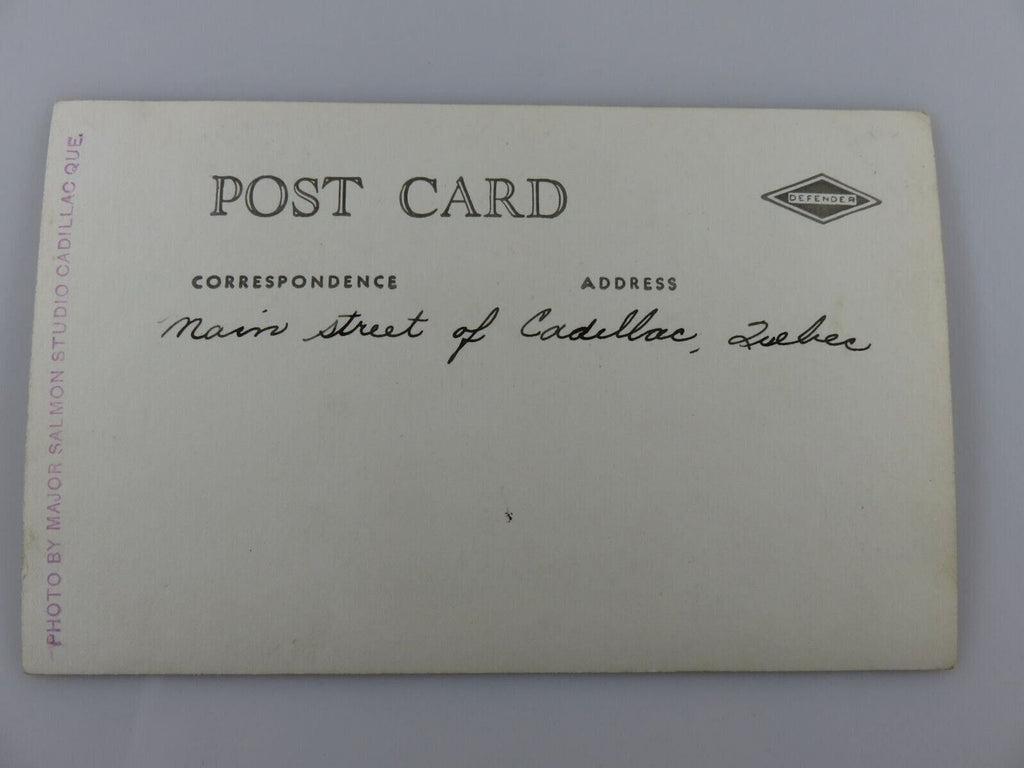 POST CARD
DEFENDER
CORRESPONDENCE
ADDRESS
Main street of Cadillac, Quebec
PHOTO BY MAJOR SALMON STUDIO CADILLAC QUE.